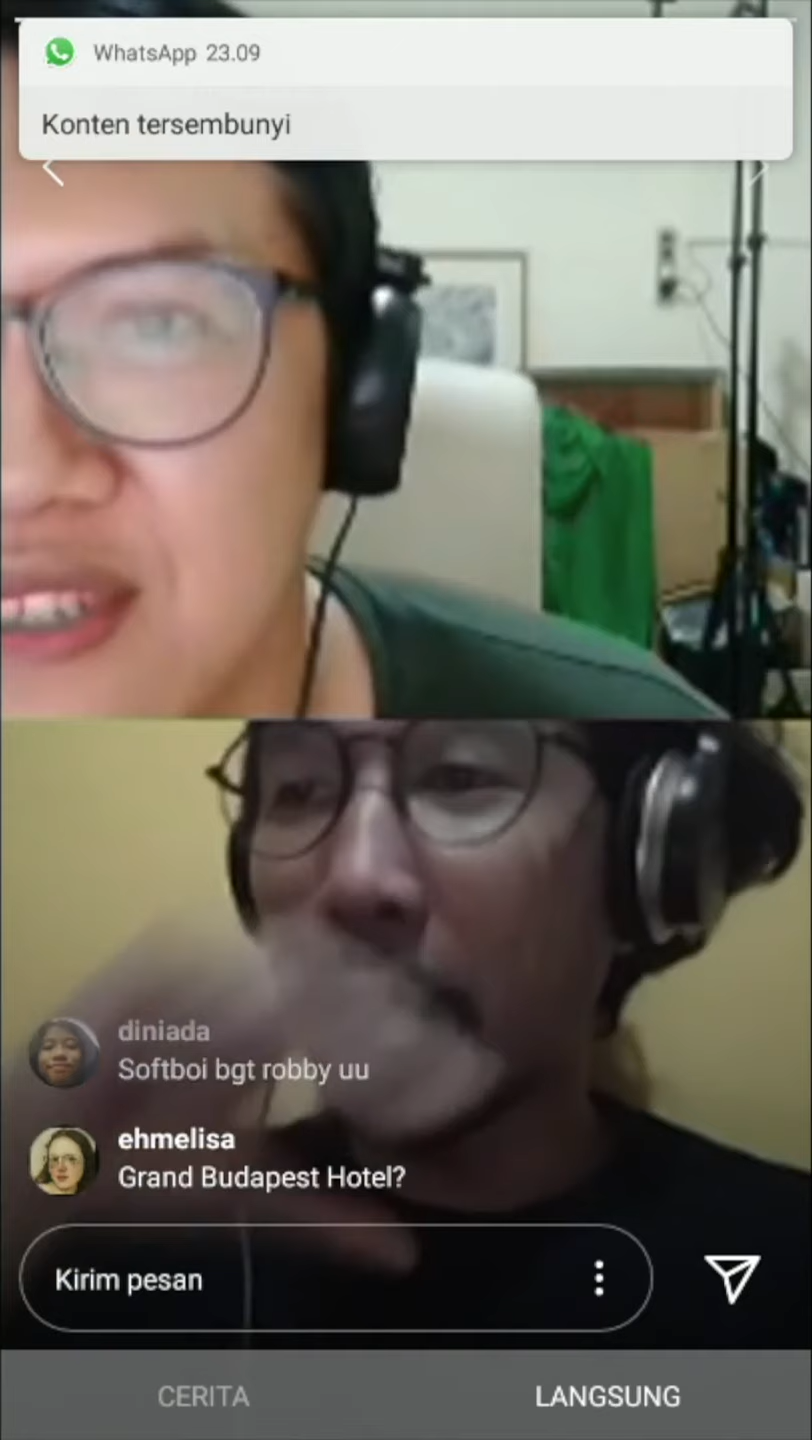 WhatsApp 23.09
Konten tersembunyi
diniada
Softboi bgt robby uu
ehmelisa
Grand Budapest Hotel?
Kirim pesan
CERITA
LANGSUNG